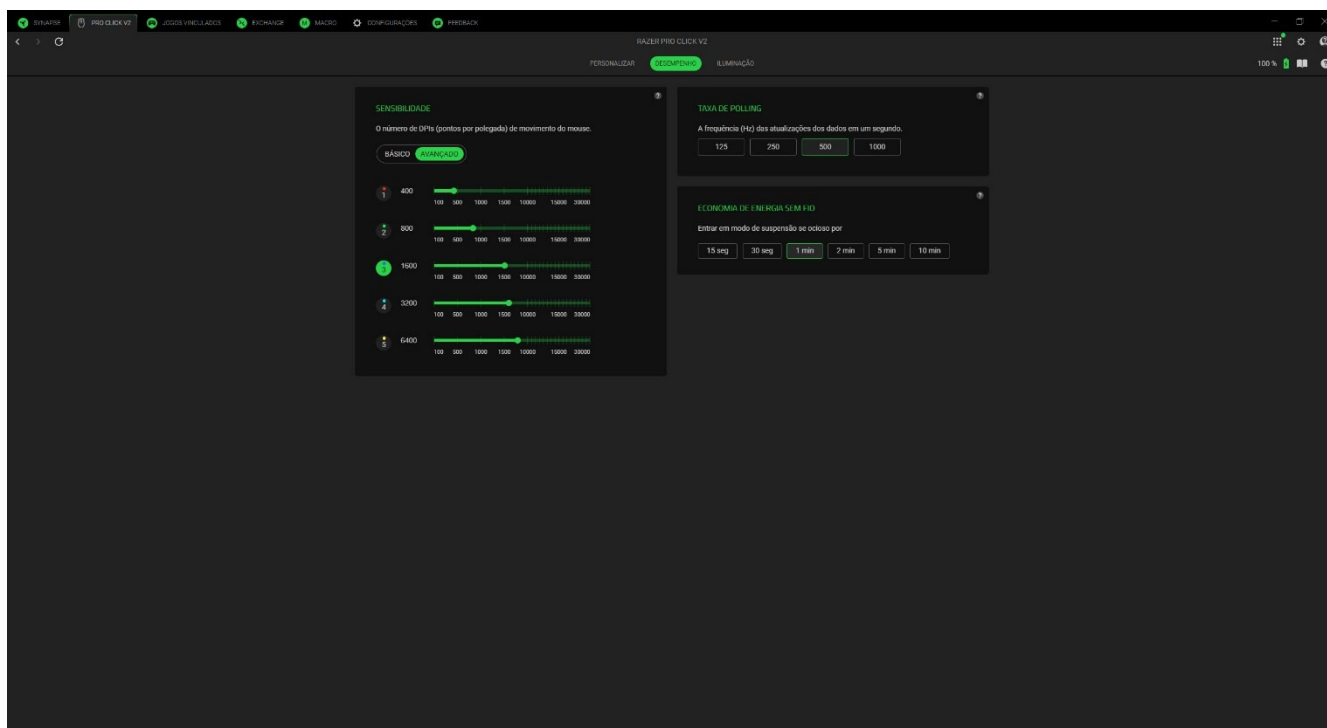 SYNAPSE PRO CLICK V2 JOGOS VINCULADOS EXCHANGE MACRO CONFIGURAÇÕES FEEDBACK
RAZER PRO CLICK V2
PERSONALIZAR DESEMPENHO ILUMINAÇÃO
100 %
SENSIBILIDADE
O número de DPIs (pontos por polegada) de movimento do mouse.
BÁSICO AVANÇADO
1 400
100 500 1000 1500 10000 15000 30000
2 800
100 500 1000 1500 10000 15000 30000
3 1600
100 500 1000 1500 10000 15000 30000
4 3200
100 500 1000 1500 10000 15000 30000
5 6400
100 500 1000 1500 10000 15000 30000
TAXA DE POLLING
A frequência (Hz) das atualizações dos dados em um segundo.
125 250 500 1000
ECONOMIA DE ENERGIA SEM FIO
Entrar em modo de suspensão se ocioso por
15 seg 30 seg 1 min 2 min 5 min 10 min